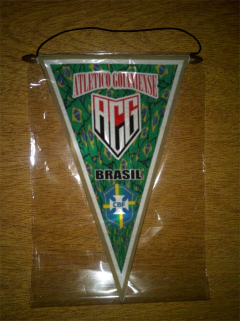 ATLETICO GOIANIENSE
ACG
BRASIL
CBF